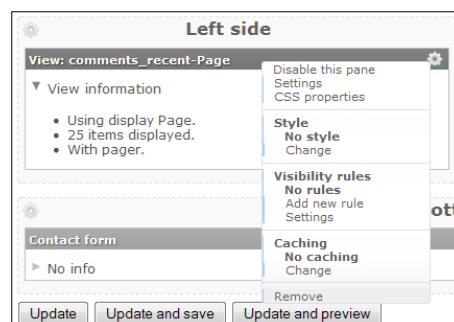 Left side
View: comments_recent-Page
View information
Using display Page.
25 items displayed.
With pager.
Disable this pane
Settings
CSS properties
Style
No style
Change
Visibility rules
No rules
Add new rule
Settings
Caching
No caching
Change
Remove
ott
Contact form
No info
Update
Update and save
Update and preview